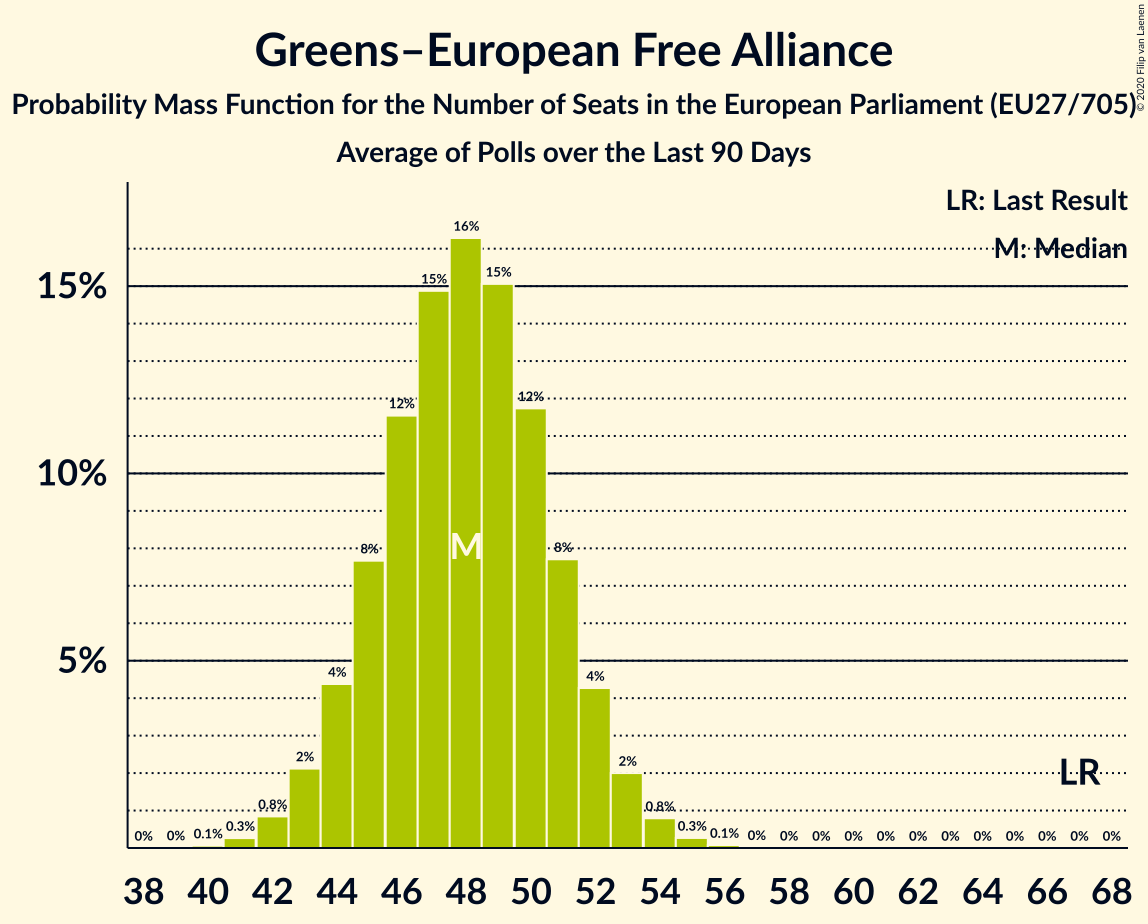 Greens–European Free Alliance
Probability Mass Function for the Number of Seats in the European Parliament (EU27/705)
Average of Polls over the Last 90 Days
© 2020 Filip van Laenen
LR: Last Result
M: Median
15%
10%
5%
0% 0% 0.1% 0.3% 0.8% 2% 4% 8% 12% 15% 16% 15% 12% 8% 4% 2% 0.8% 0.3% 0.1% 0% 0% 0% 0% 0% 0% 0% 0% 0% 0% 0% 0%
M
LR
38 40 42 44 46 48 50 52 54 56 58 60 62 64 66 68